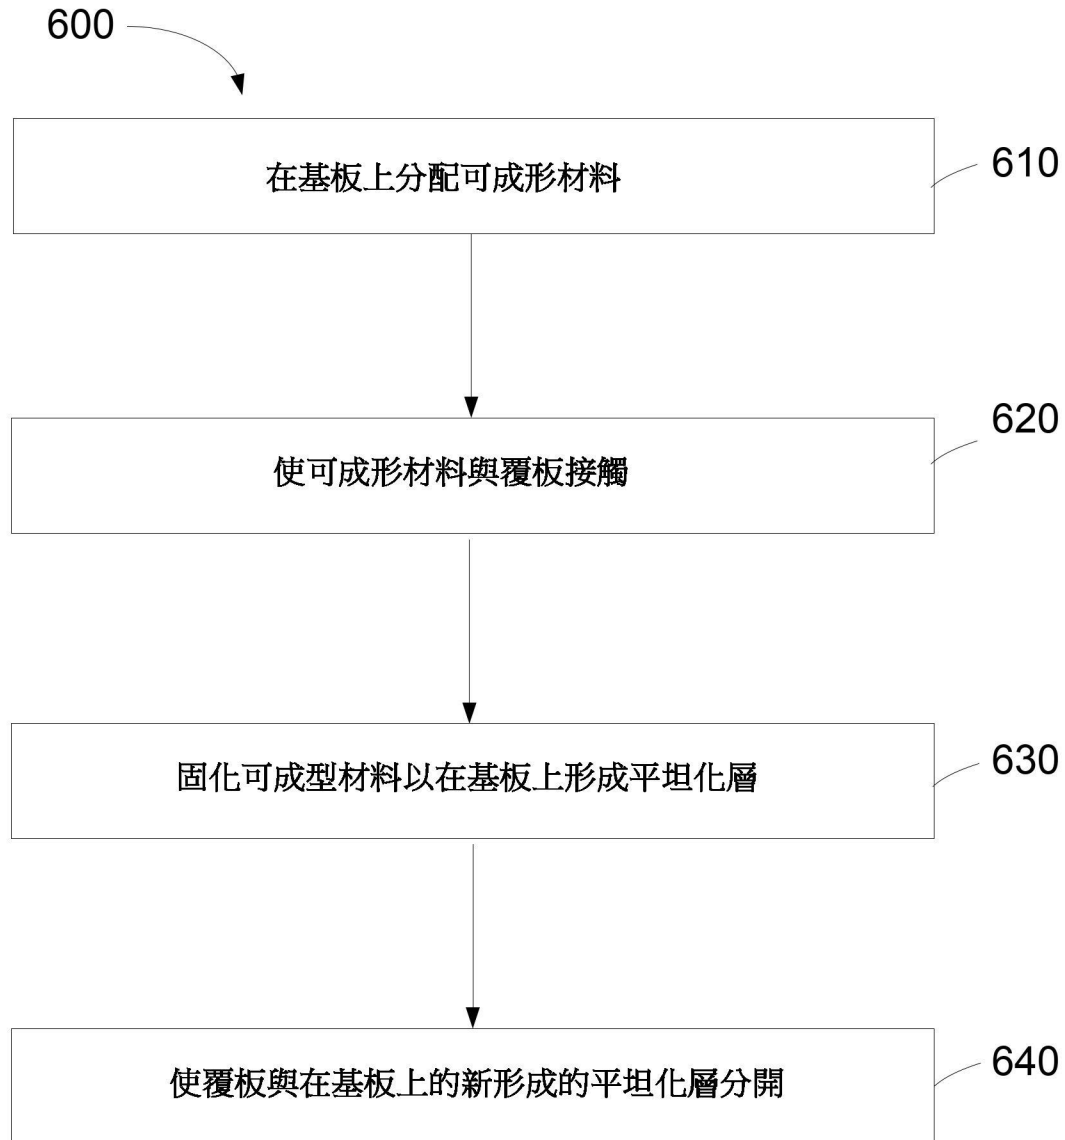 600
在基板上分配可成形材料
610
620
使可成形材料與覆板接觸
固化可成型材料以在基板上形成平坦化層
630
使覆板與在基板上的新形成的平坦化層分開
640